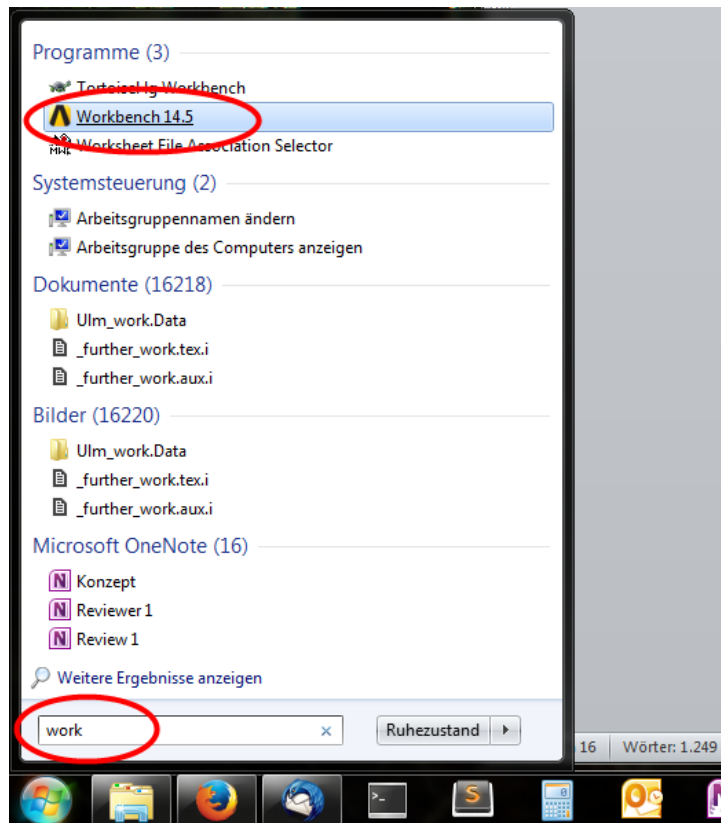 Programme (3)
TortoiseHg Workbench
Workbench 14.5
Worksheet File Association Selector
Systemsteuerung (2)
Arbeitsgruppennamen ändern
Arbeitsgruppe des Computers anzeigen
Dokumente (16218)
Ulm_work.Data
_further_work.tex.i
_further_work.aux.i
Bilder (16220)
Ulm_work.Data
_further_work.tex.i
_further_work.aux.i
Microsoft OneNote (16)
Konzept
Reviewer 1
Review 1
Weitere Ergebnisse anzeigen
work
Ruhezustand
16 Wörter: 1.249